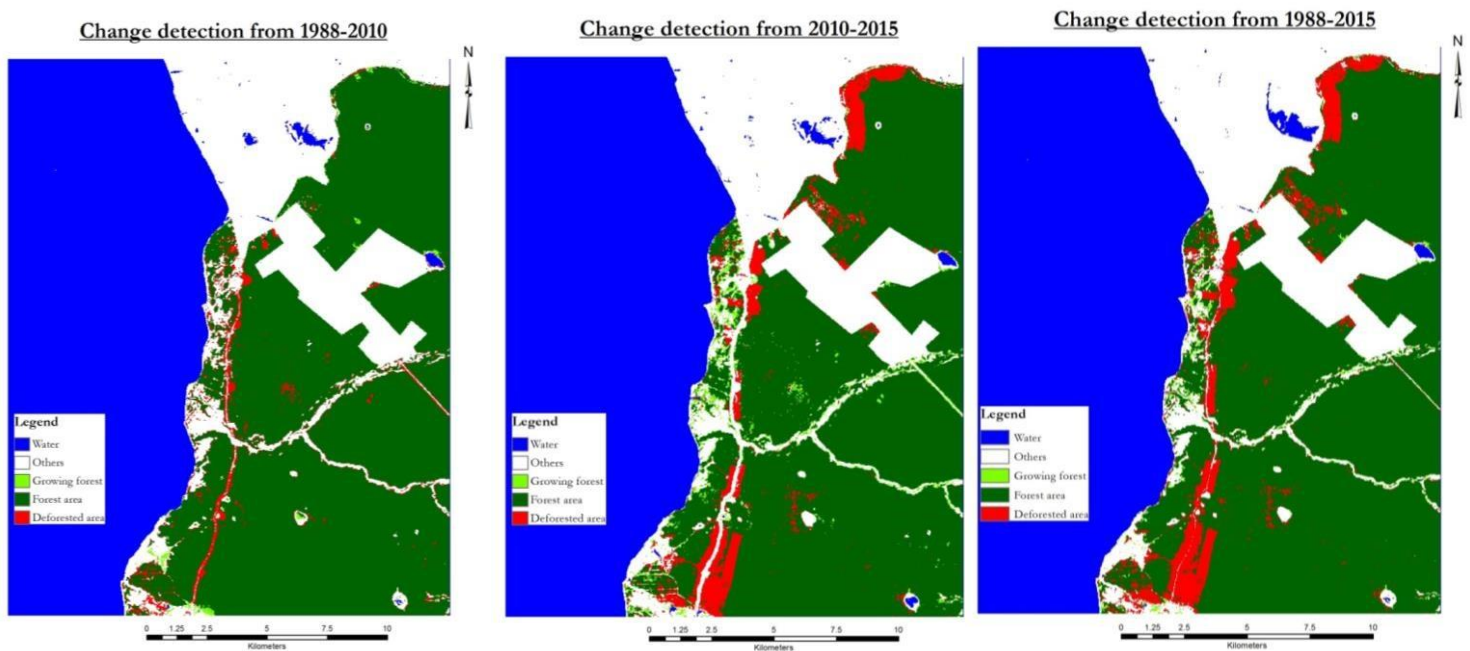 Change detection from 1988-2010
N
Legend
Water
Others
Growing forest
Forest area
Deforested area
0 1.25 2.5 5 7.5 10
Kilometers
Change detection from 2010-2015
N
Legend
Water
Others
Growing forest
Forest area
Deforested area
0 1.25 2.5 5 7.5 10
Kilometers
Change detection from 1988-2015
N
Legend
Water
Others
Growing forest
Forest area
Deforested area
0 1.25 2.5 5 7.5 10
Kilometers